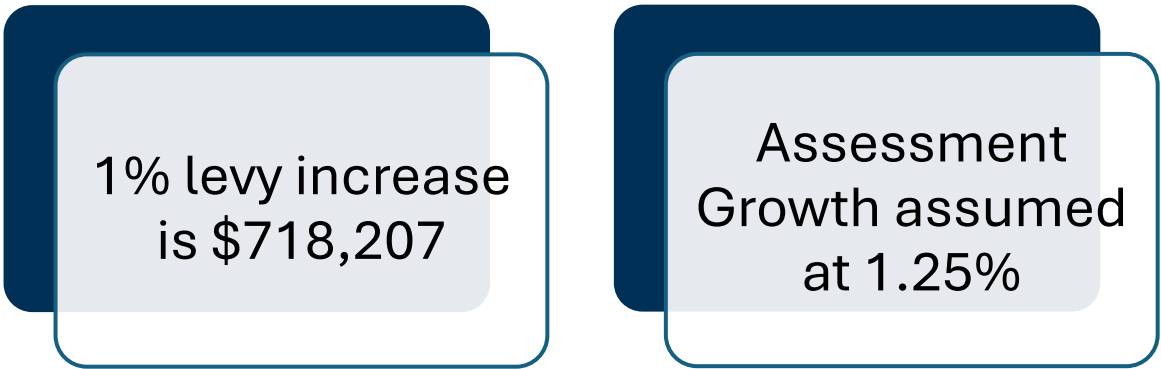 1% levy increase
is $718,207
Assessment
Growth assumed
at 1.25%